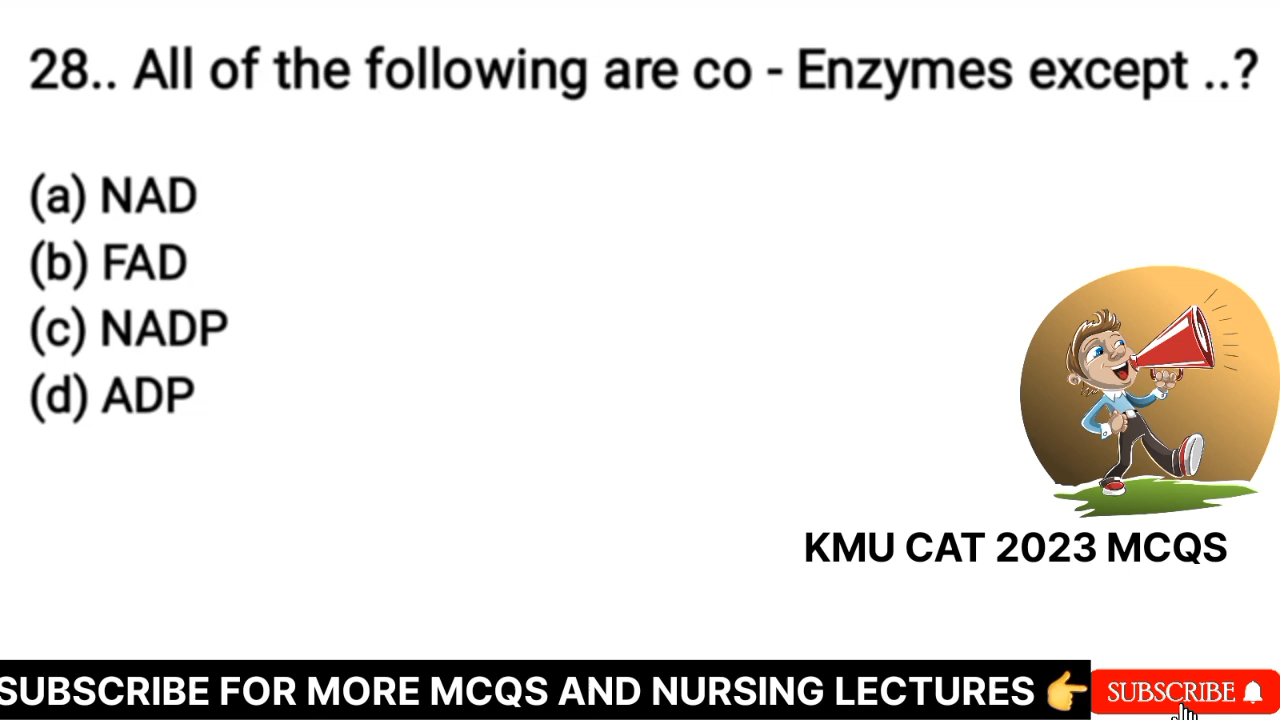 28.. All of the following are co - Enzymes except ..?
(a) NAD
(b) FAD
(c) NADP
(d) ADP
KMU CAT 2023 MCQS
SUBSCRIBE FOR MORE MCQS AND NURSING LECTURES 👉 SUBSCRIBE 🔔